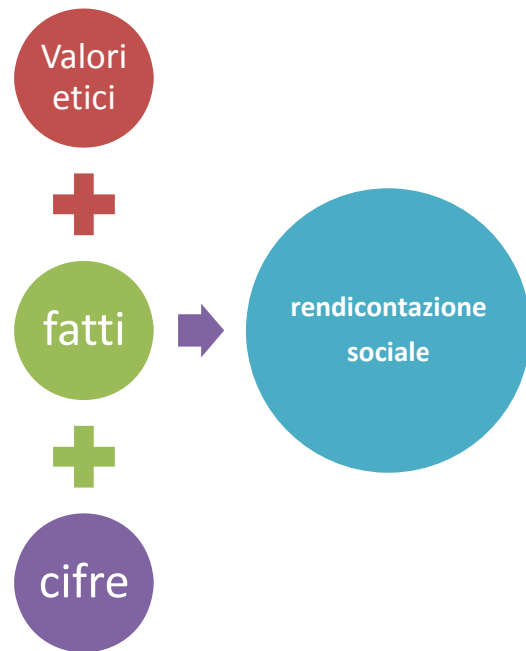 Valori
etici
fatti
cifre
rendicontazione
sociale